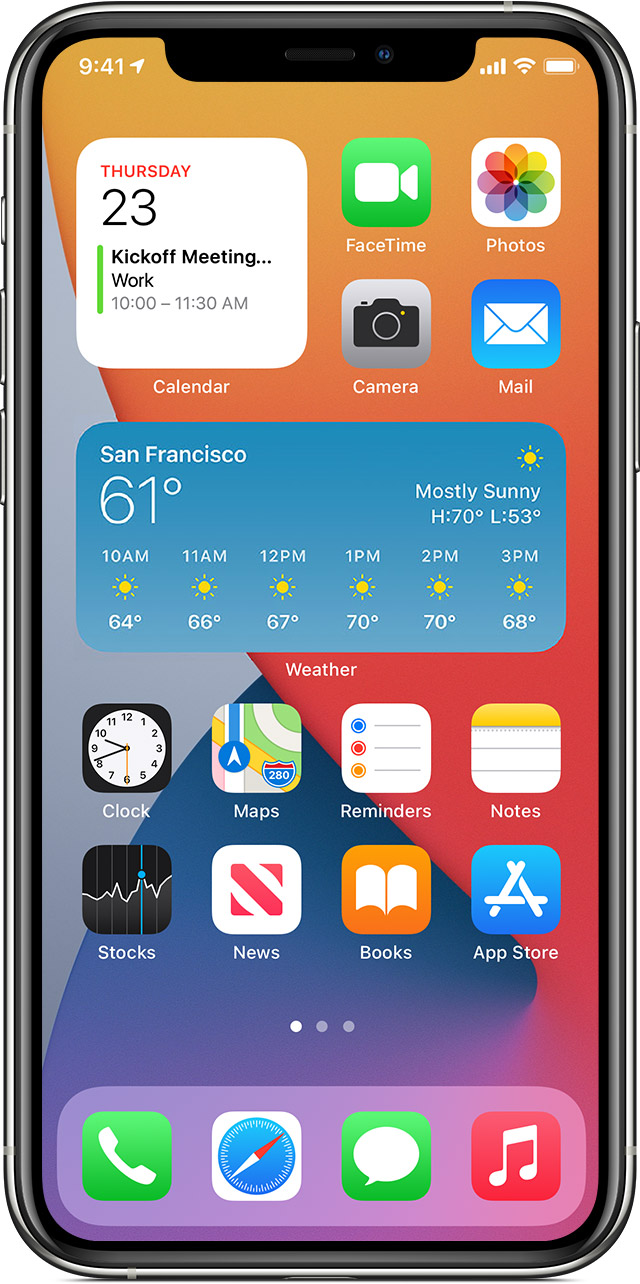 9:41
THURSDAY
23
Kickoff Meeting...
Work
10:00 – 11:30 AM
Calendar
FaceTime
Photos
Camera
Mail
San Francisco
61°
Mostly Sunny
H:70° L:53°
10AM 11AM 12PM 1PM 2PM 3PM
64° 66° 67° 70° 70° 68°
Weather
12
1
2
3
4
5
6
7
8
9
10
11
280
Clock Maps Reminders Notes
Stocks News Books App Store